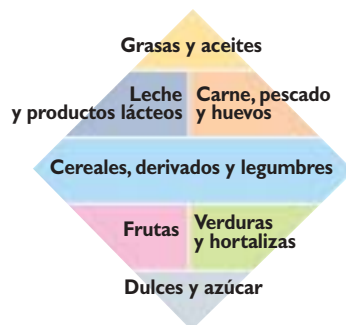 Grasas y aceites
Leche
y productos lácteos
Carne, pescado
y huevos
Cereales, derivados y legumbres
Frutas
Verduras
y hortalizas
Dulces y azúcar